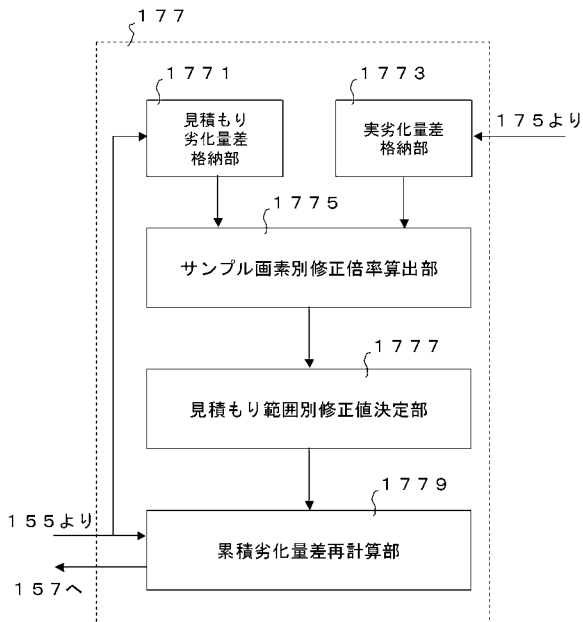 177
1771
1773
見積もり
劣化量差
格納部
実劣化量差
格納部
175より
1775
サンプル画素別修正倍率算出部
1777
見積もり範囲別修正値決定部
1779
155より
累積劣化量差再計算部
157へ